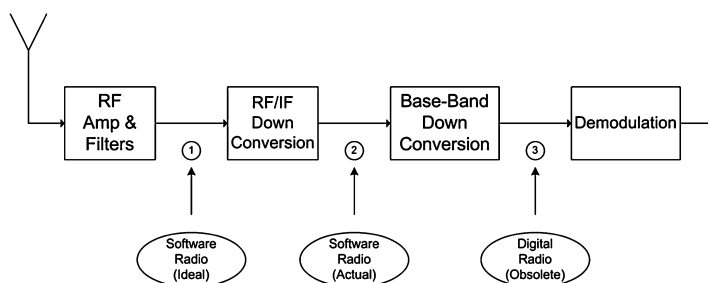 RF
Amp &
Filters
RF/IF
Down
Conversion
Base-Band
Down
Conversion
Demodulation
1
2
3
Software
Radio
(Ideal)
Software
Radio
(Actual)
Digital
Radio
(Obsolete)